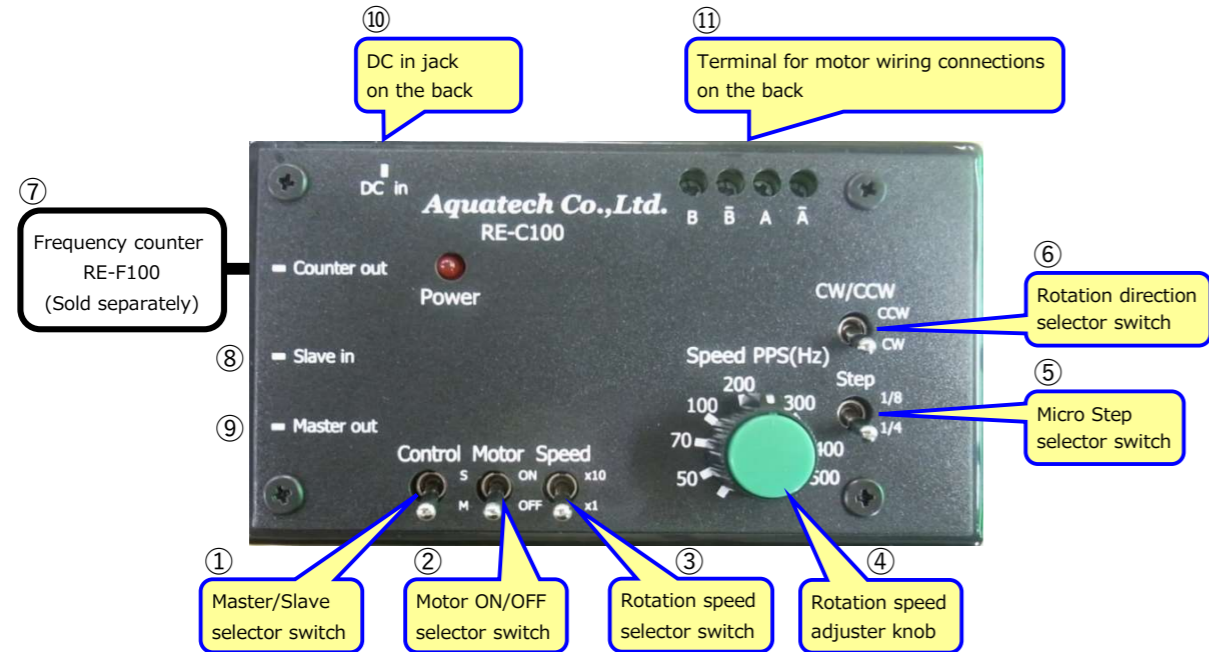 ⑩
DC in jack
on the back
⑪
Terminal for motor wiring connections
on the back
⑦
Frequency counter
RE-F100
(Sold separately)
DC in
Aquatech Co.,Ltd.
RE-C100
B B̄ A Ā
Counter out
Power
⑥
Rotation direction
selector switch
CW/CCW
CCW
CW
⑧
Slave in
Speed PPS(Hz)
50 70 100 200 300 400 500
Step
1/8
1/4
⑤
Micro Step
selector switch
⑨
Master out
Control Motor Speed
S ON x10
M OFF x1
①
Master/Slave
selector switch
②
Motor ON/OFF
selector switch
③
Rotation speed
selector switch
④
Rotation speed
adjuster knob